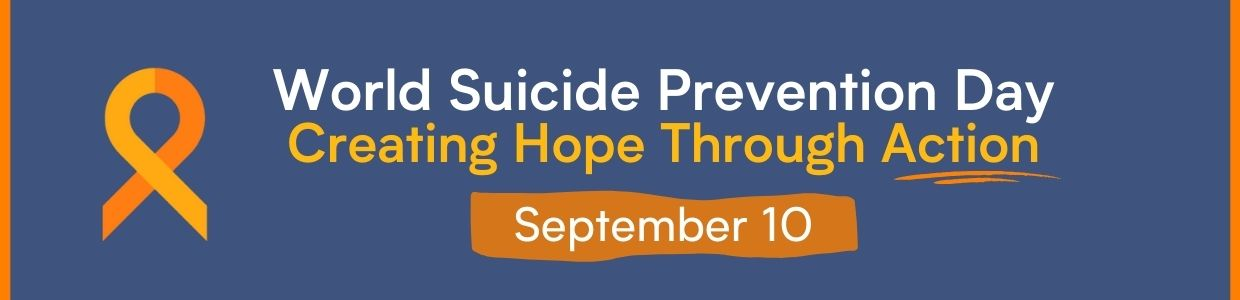 World Suicide Prevention Day
Creating Hope Through Action
September 10